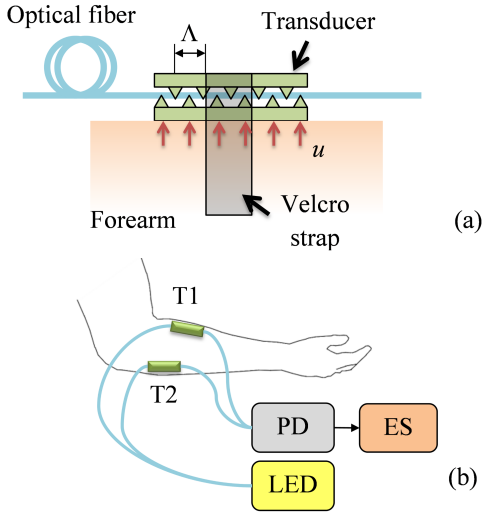 Optical fiber
Transducer
Λ
u
Forearm
Velcro
strap
(a)
T1
T2
PD
ES
LED
(b)